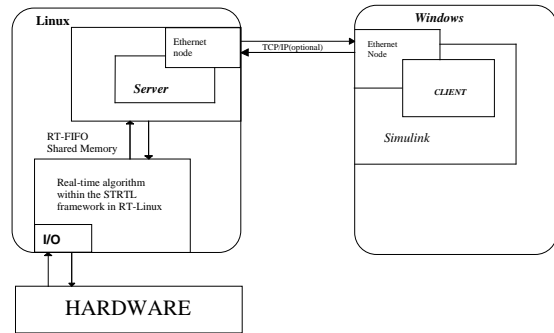 Linux
Ethernet
node
Server
RT-FIFO
Shared Memory
Real-time algorithm
within the STRTL
framework in RT-Linux
I/O
HARDWARE
TCP/IP(optional)
Windows
Ethernet
Node
CLIENT
Simulink